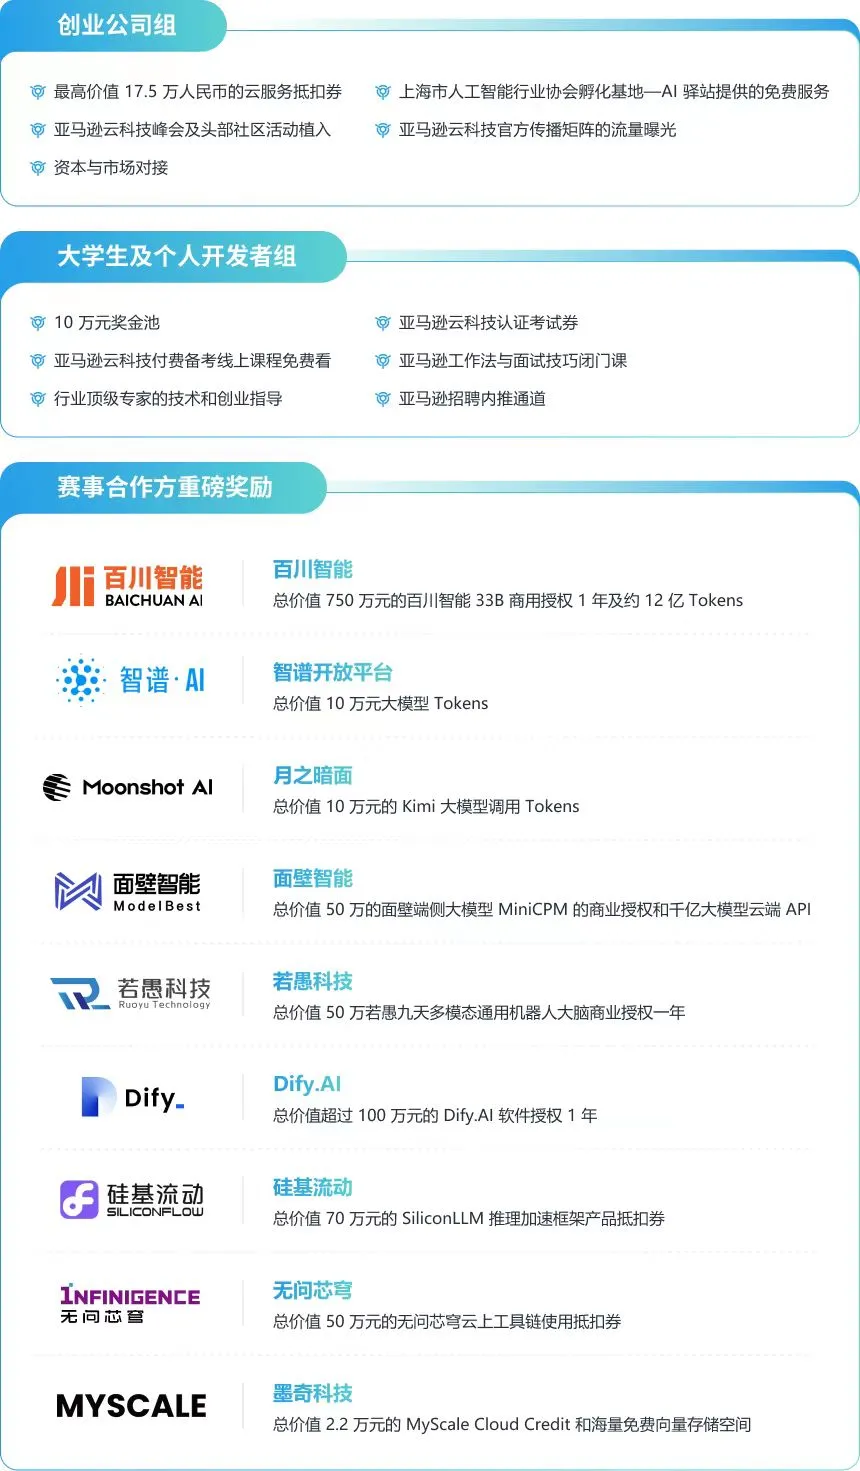 创业公司组
最高价值 17.5 万人民币的云服务抵扣券
上海市人工智能行业协会孵化基地—AI 驿站提供的免费服务
亚马逊云科技峰会及头部社区活动植入
亚马逊云科技官方传播矩阵的流量曝光
资本与市场对接
大学生及个人开发者组
10 万元奖金池
亚马逊云科技认证考试券
亚马逊云科技付费备考线上课程免费看
亚马逊工作法与面试技巧闭门课
行业顶级专家的技术和创业指导
亚马逊招聘内推通道
赛事合作方重磅奖励
百川智能
BAICHUAN AI
百川智能
总价值 750 万元的百川智能 33B 商用授权 1 年及约 12 亿 Tokens
智谱·AI
智谱开放平台
总价值 10 万元大模型 Tokens
Moonshot AI
月之暗面
总价值 10 万元的 Kimi 大模型调用 Tokens
面壁智能
ModelBest
面壁智能
总价值 50 万的面壁端侧大模型 MiniCPM 的商业授权和千亿大模型云端 API
若愚科技
Ruoyu Technology
若愚科技
总价值 50 万若愚九天多模态通用机器人大脑商业授权一年
Dify_
Dify.AI
总价值超过 100 万元的 Dify.AI 软件授权 1 年
硅基流动
SILICONFLOW
硅基流动
总价值 70 万元的 SiliconLLM 推理加速框架产品抵扣券
INFINIGENCE
无问芯穹
无问芯穹
总价值 50 万元的无问芯穹云上工具链使用抵扣券
MYSCALE
墨奇科技
总价值 2.2 万元的 MyScale Cloud Credit 和海量免费向量存储空间